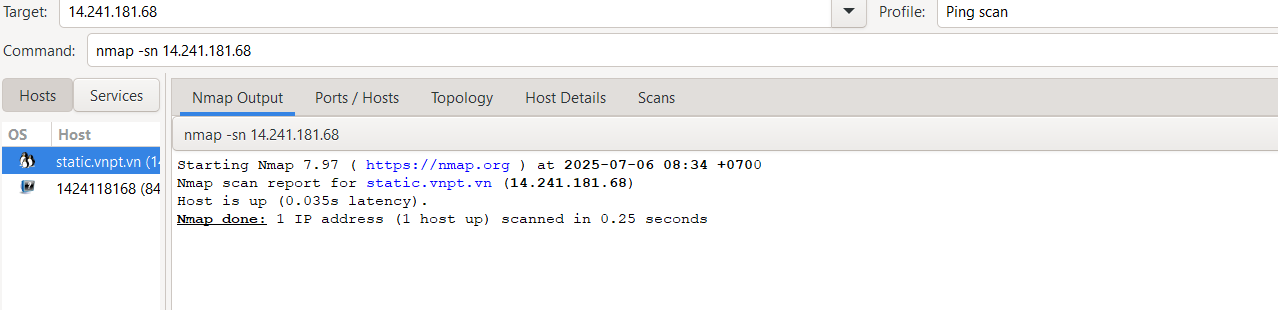 Target: 14.241.181.68 Profile: Ping scan
Command: nmap -sn 14.241.181.68
Hosts Services Nmap Output Ports / Hosts Topology Host Details Scans
OS Host nmap -sn 14.241.181.68
static.vnpt.vn (14
1424118168 (84
Starting Nmap 7.97 ( https://nmap.org ) at 2025-07-06 08:34 +0700
Nmap scan report for static.vnpt.vn (14.241.181.68)
Host is up (0.035s latency).
Nmap done: 1 IP address (1 host up) scanned in 0.25 seconds